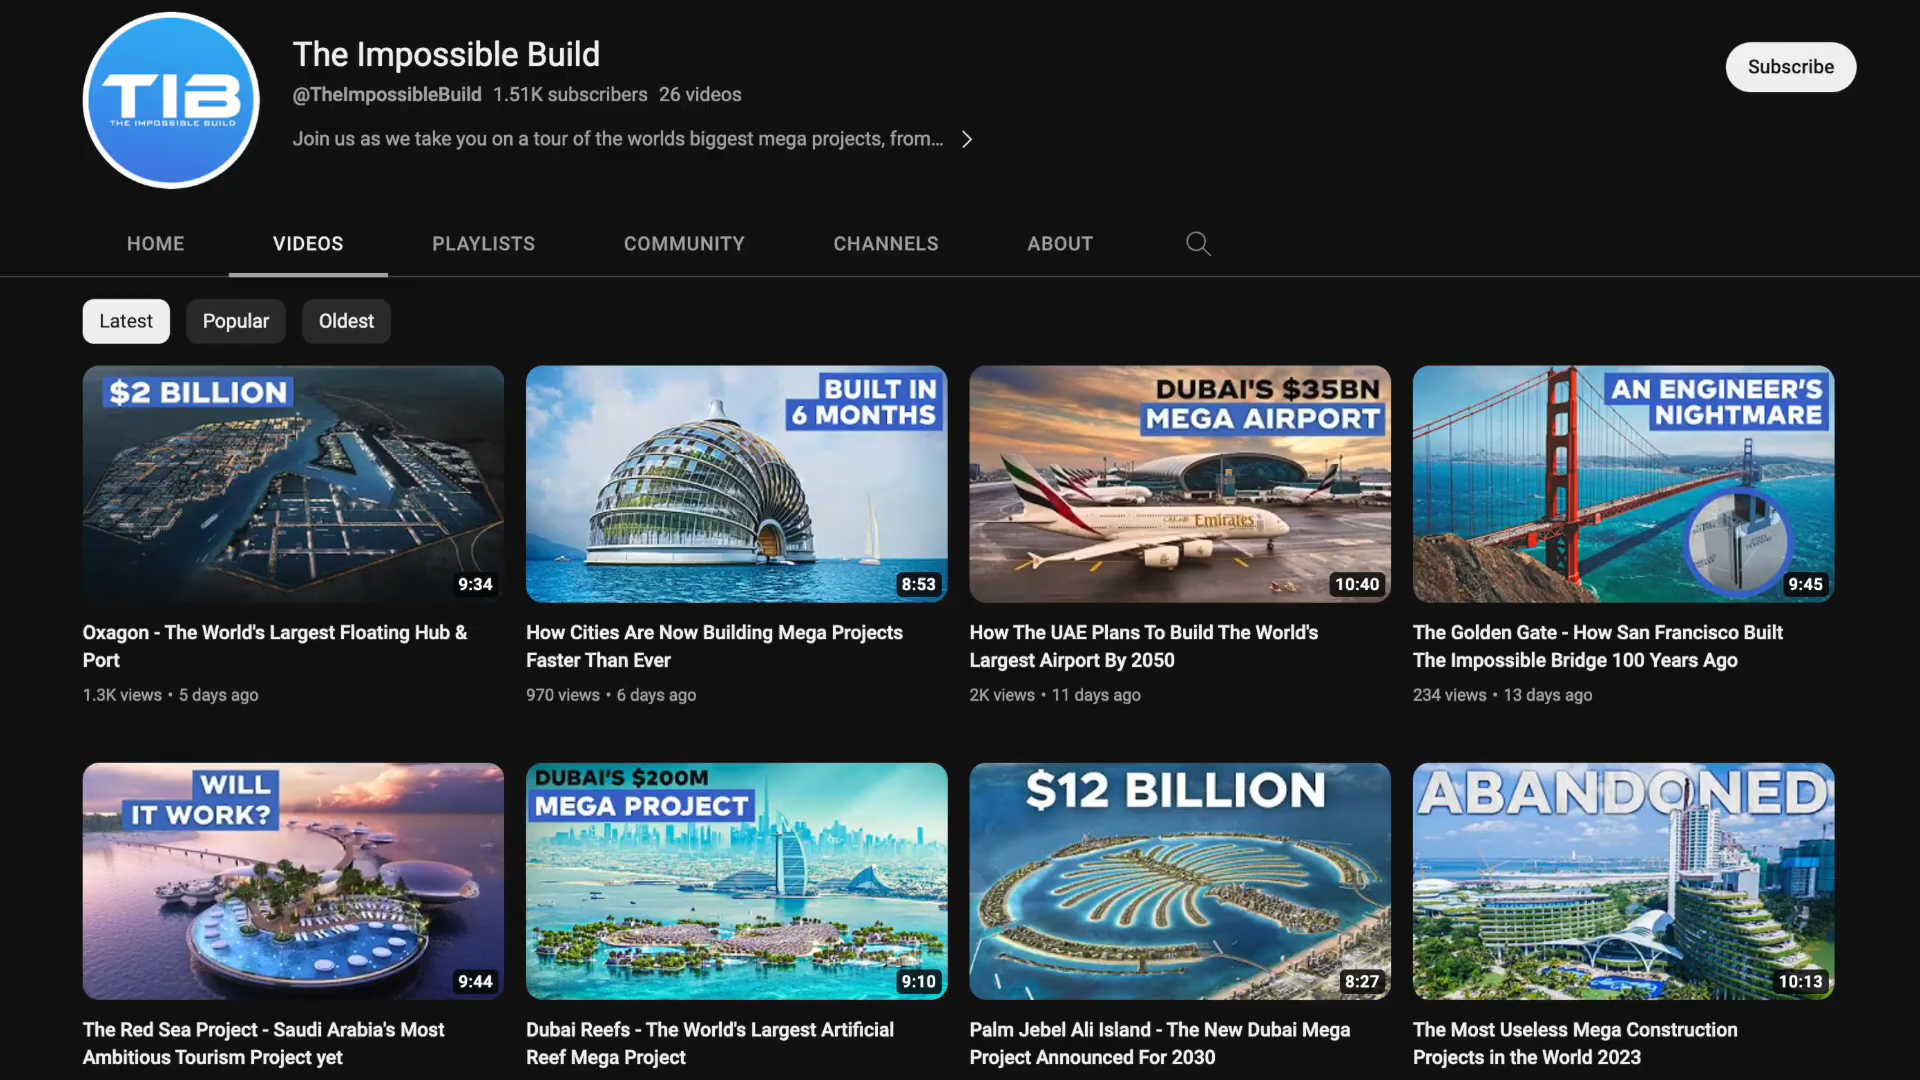 TIB
THE IMPOSSIBLE BUILD
The Impossible Build
@TheImpossibleBuild 1.51K subscribers 26 videos
Join us as we take you on a tour of the worlds biggest mega projects, from...
Subscribe
HOME VIDEOS PLAYLISTS COMMUNITY CHANNELS ABOUT
Latest Popular Oldest
$2 BILLION
9:34
BUILT IN
6 MONTHS
8:53
DUBAI'S $35BN
MEGA AIRPORT
Emirates
10:40
AN ENGINEER'S
NIGHTMARE
9:45
Oxagon - The World's Largest Floating Hub &
Port
1.3K views • 5 days ago
How Cities Are Now Building Mega Projects
Faster Than Ever
970 views • 6 days ago
How The UAE Plans To Build The World's
Largest Airport By 2050
2K views • 11 days ago
The Golden Gate - How San Francisco Built
The Impossible Bridge 100 Years Ago
234 views • 13 days ago
WILL
IT WORK?
9:44
DUBAI'S $200M
MEGA PROJECT
9:10
$12 BILLION
8:27
ABANDONED
10:13
The Red Sea Project - Saudi Arabia's Most
Ambitious Tourism Project yet
Dubai Reefs - The World's Largest Artificial
Reef Mega Project
Palm Jebel Ali Island - The New Dubai Mega
Project Announced For 2030
The Most Useless Mega Construction
Projects in the World 2023